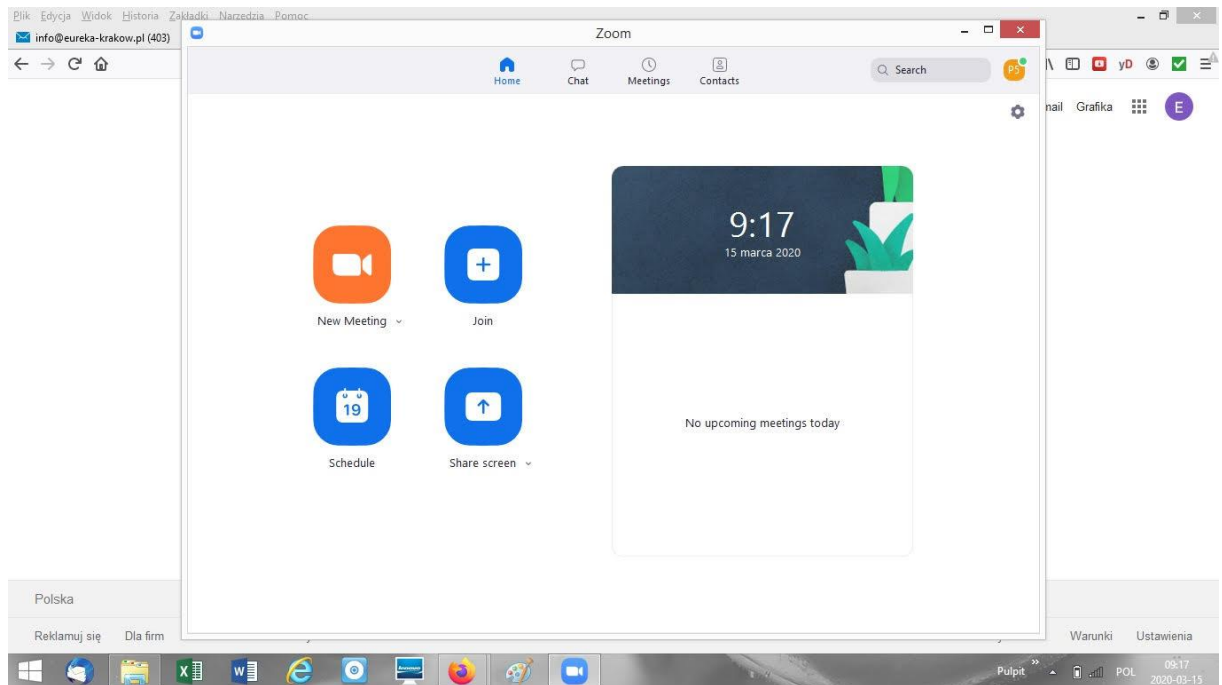 Plik Edycja Widok Historia Zakładki Narzędzia Pomoc
info@eureka-krakow.pl (403)
Zoom
Home
Chat
Meetings
Contacts
Search
PS
yD
mail Grafika
E
9:17
15 marca 2020
New Meeting
Join
19
Schedule
Share screen
No upcoming meetings today
Polska
Reklamuj się Dla firm
Warunki Ustawienia
Pulpit
POL
09:17
2020-03-15